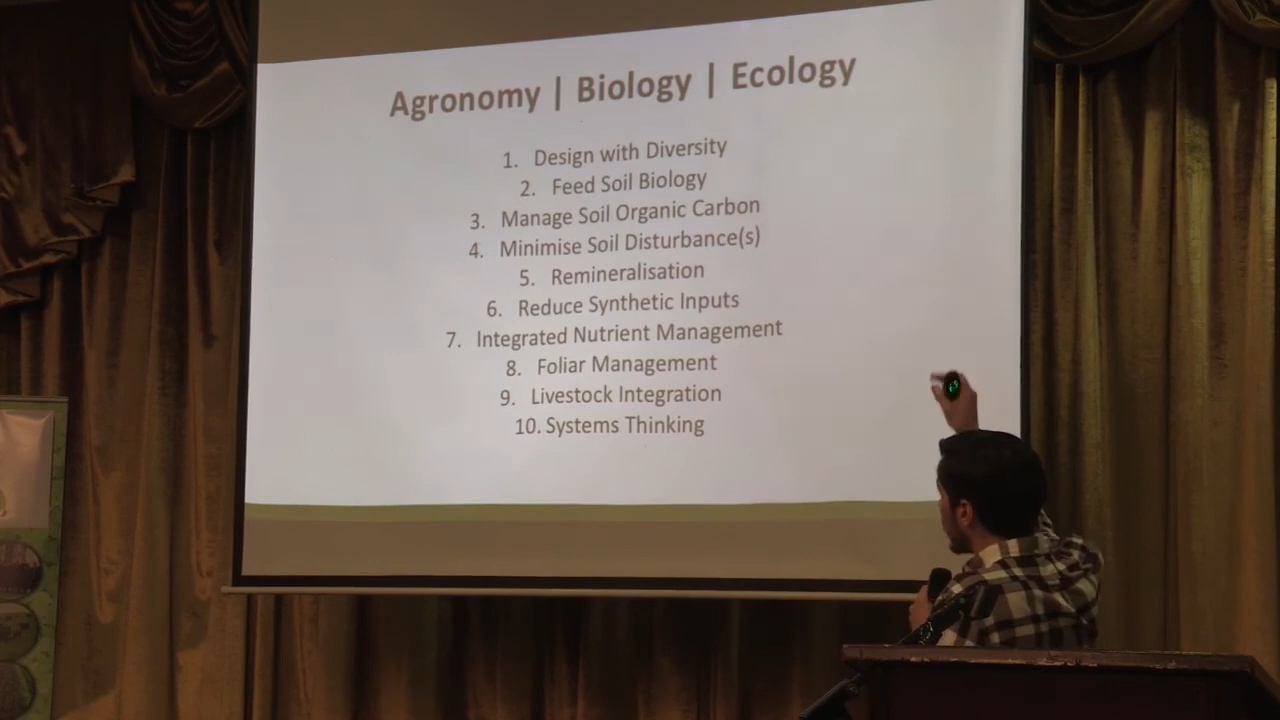 Agronomy | Biology | Ecology
1. Design with Diversity
2. Feed Soil Biology
3. Manage Soil Organic Carbon
4. Minimise Soil Disturbance(s)
5. Remineralisation
6. Reduce Synthetic Inputs
7. Integrated Nutrient Management
8. Foliar Management
9. Livestock Integration
10. Systems Thinking